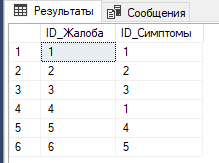 Результаты Сообщения
ID_Жалоба ID_Симптомы
1 1 1
2 2 2
3 3 3
4 4 1
5 5 4
6 6 5